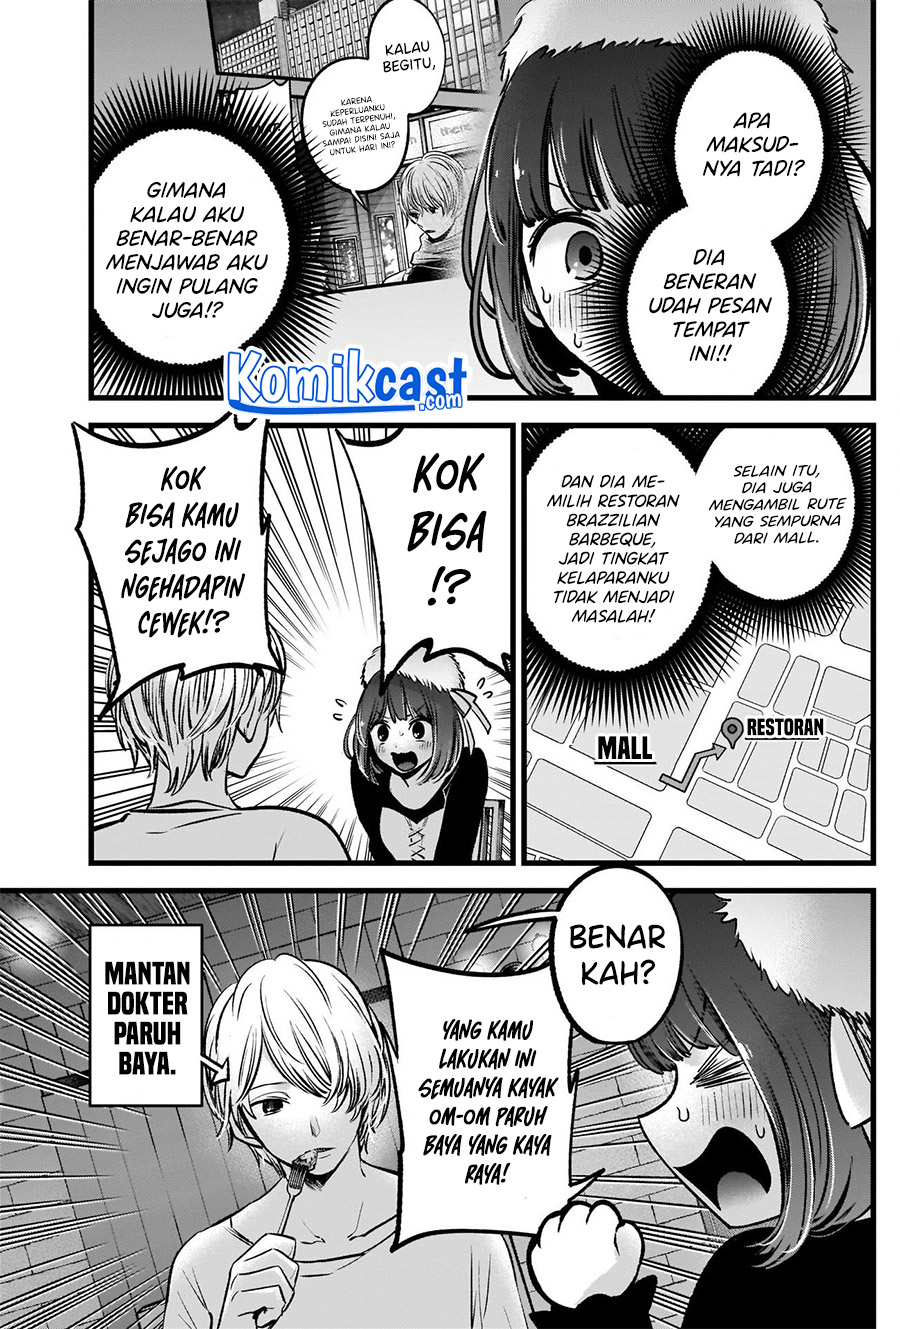 APA
MAKSUD-
NYA TADI?
DIA
BENERAN
UDAH PESAN
TEMPAT
INI!!
KALAU
BEGITU,
KARENA
KEPERLUANKU
SUDAH TERPENUHI,
GIMANA KALAU
SAMPAI DISINI SAJA
UNTUK HARI INI?
GIMANA
KALAU AKU
BENAR-BENAR
MENJAWAB AKU
INGIN PULANG
JUGA!?
Komikcast
.com
SELAIN ITU,
DIA JUGA
MENGAMBIL RUTE
YANG SEMPURNA
DARI MALL.
DAN DIA ME-
MILIH RESTORAN
BRAZZILIAN
BARBEQUE,
JADI TINGKAT
KELAPARANKU
TIDAK MENJADI
MASALAH!
MALL
RESTORAN
KOK
BISA
!?
KOK
BISA KAMU
SEJAGO INI
NGEHADAPIN
CEWEK!?
BENAR
KAH?
YANG KAMU
LAKUKAN INI
SEMUANYA KAYAK
OM-OM PARUH
BAYA YANG KAYA
RAYA!
MANTAN
DOKTER
PARUH
BAYA.